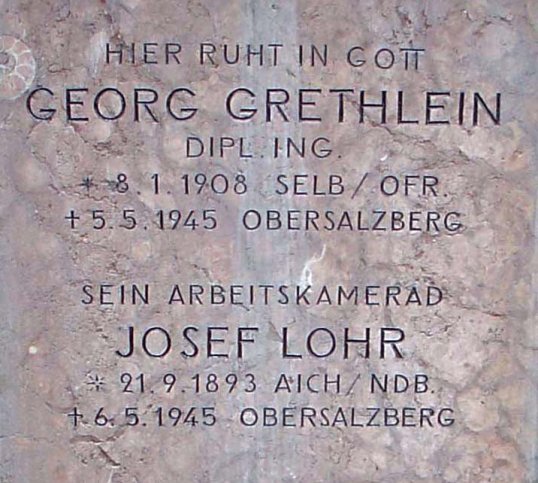 HIER RUHT IN GOTT
GEORG GRETHLEIN
DIPL. ING.
* 8.1.1908 SELB/OFR.
✝ 5.5.1945 OBERSALZBERG
SEIN ARBEITSKAMERAD
JOSEF LOHR
* 21.9.1893 AICH/NDB.
✝ 6.5.1945 OBERSALZBERG